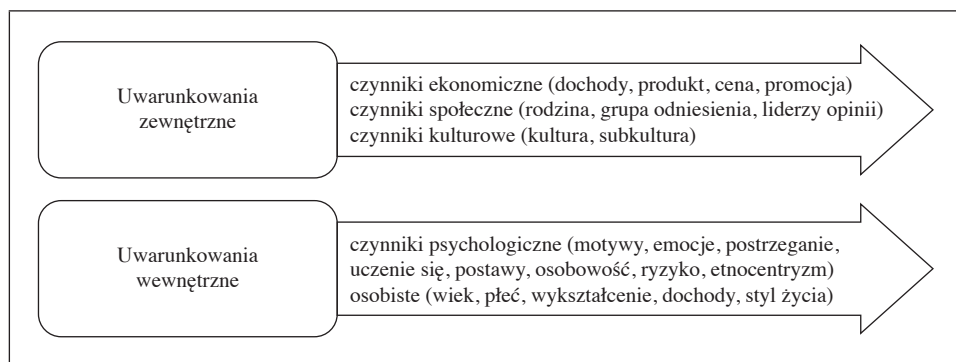 Uwarunkowania
zewnętrzne
czynniki ekonomiczne (dochody, produkt, cena, promocja)
czynniki społeczne (rodzina, grupa odniesienia, liderzy opinii)
czynniki kulturowe (kultura, subkultura)
Uwarunkowania
wewnętrzne
czynniki psychologiczne (motywy, emocje, postrzeganie,
uczenie się, postawy, osobowość, ryzyko, etnocentryzm)
osobiste (wiek, płeć, wykształcenie, dochody, styl życia)